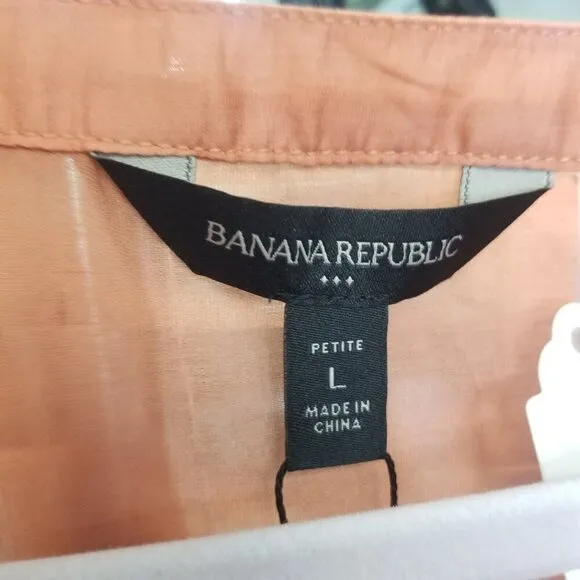 BANANA REPUBLIC
PETITE
L
MADE IN
CHINA